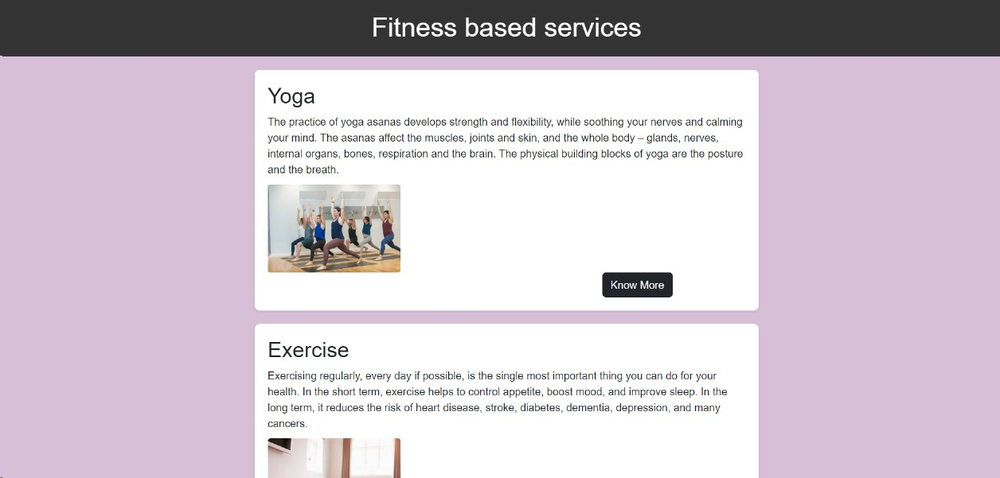 Fitness based services
Yoga
The practice of yoga asanas develops strength and flexibility, while soothing your nerves and calming
your mind. The asanas affect the muscles, joints and skin, and the whole body – glands, nerves,
internal organs, bones, respiration and the brain. The physical building blocks of yoga are the posture
and the breath.
Know More
Exercise
Exercising regularly, every day if possible, is the single most important thing you can do for your
health. In the short term, exercise helps to control appetite, boost mood, and improve sleep. In the
long term, it reduces the risk of heart disease, stroke, diabetes, dementia, depression, and many
cancers.